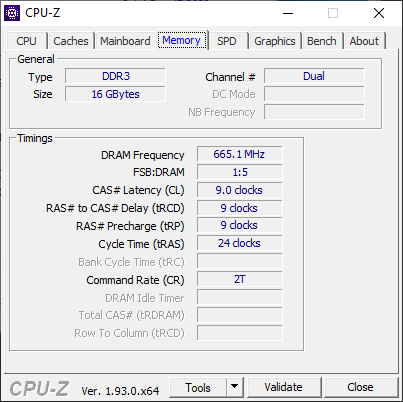 CPU-Z
CPU Caches Mainboard Memory SPD Graphics Bench About
General
Type DDR3 Channel # Dual
Size 16 GBytes DC Mode
NB Frequency
Timings
DRAM Frequency 665.1 MHz
FSB:DRAM 1:5
CAS# Latency (CL) 9.0 clocks
RAS# to CAS# Delay (tRCD) 9 clocks
RAS# Precharge (tRP) 9 clocks
Cycle Time (tRAS) 24 clocks
Bank Cycle Time (tRC)
Command Rate (CR) 2T
DRAM Idle Timer
Total CAS# (tRDRAM)
Row To Column (tRCD)
CPU-Z Ver. 1.93.0.x64 Tools Validate Close